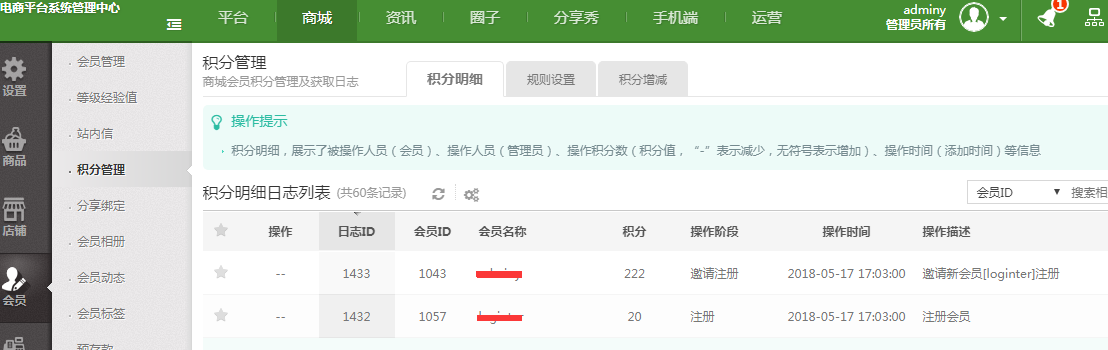 电商平台系统管理中心
平台 商城 资讯 圈子 分享秀 手机端 运营
adminy
管理员所有
1
设置
商品
店铺
会员
会员管理
等级经验值
站内信
积分管理
分享绑定
会员相册
会员动态
会员标签
预存款
积分管理
商城会员积分管理及获取日志
积分明细 规则设置 积分增减
操作提示
积分明细，展示了被操作人员（会员）、操作人员（管理员）、操作积分数（积分值，“-”表示减少，无符号表示增加）、操作时间（添加时间）等信息
积分明细日志列表 (共60条记录)
会员ID 搜索相
操作 日志ID 会员ID 会员名称 积分 操作阶段 操作时间 操作描述
-- 1433 1043 222 邀请注册 2018-05-17 17:03:00 邀请新会员[loginter]注册
-- 1432 1057 20 注册 2018-05-17 17:03:00 注册会员